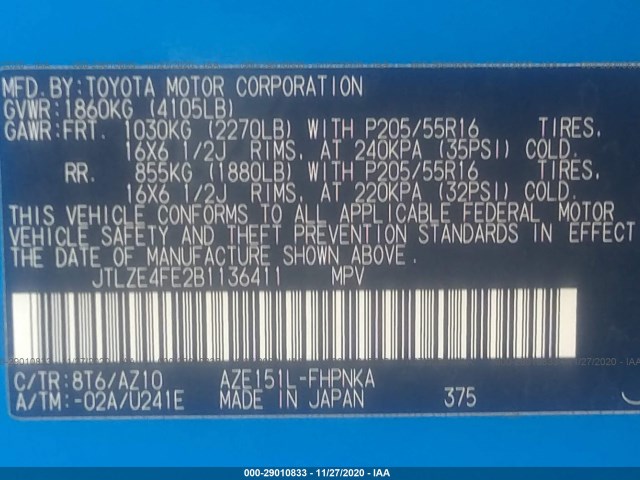 MFD.BY:TOYOTA MOTOR CORPORATION
GVWR:1860KG (4105LB)
GAWR:FRT. 1030KG (2270LB) WITH P205/55R16 TIRES,
16X6 1/2J RIMS, AT 240KPA (35PSI) COLD.
RR. 855KG (1880LB) WITH P205/55R16 TIRES,
16X6 1/2J RIMS, AT 220KPA (32PSI) COLD.
THIS VEHICLE CONFORMS TO ALL APPLICABLE FEDERAL MOTOR
VEHICLE SAFETY AND THEFT PREVENTION STANDARDS IN EFFECT
THE DATE OF MANUFACTURE SHOWN ABOVE.
JTLZE4FE2B1136411 MPV
11/27/2020 - IAA
C/TR:8T6/AZ10 AZE151L-FHPNKA
A/TM:-02A/U241E MADE IN JAPAN 375
000-29010833 - 11/27/2020 - IAA